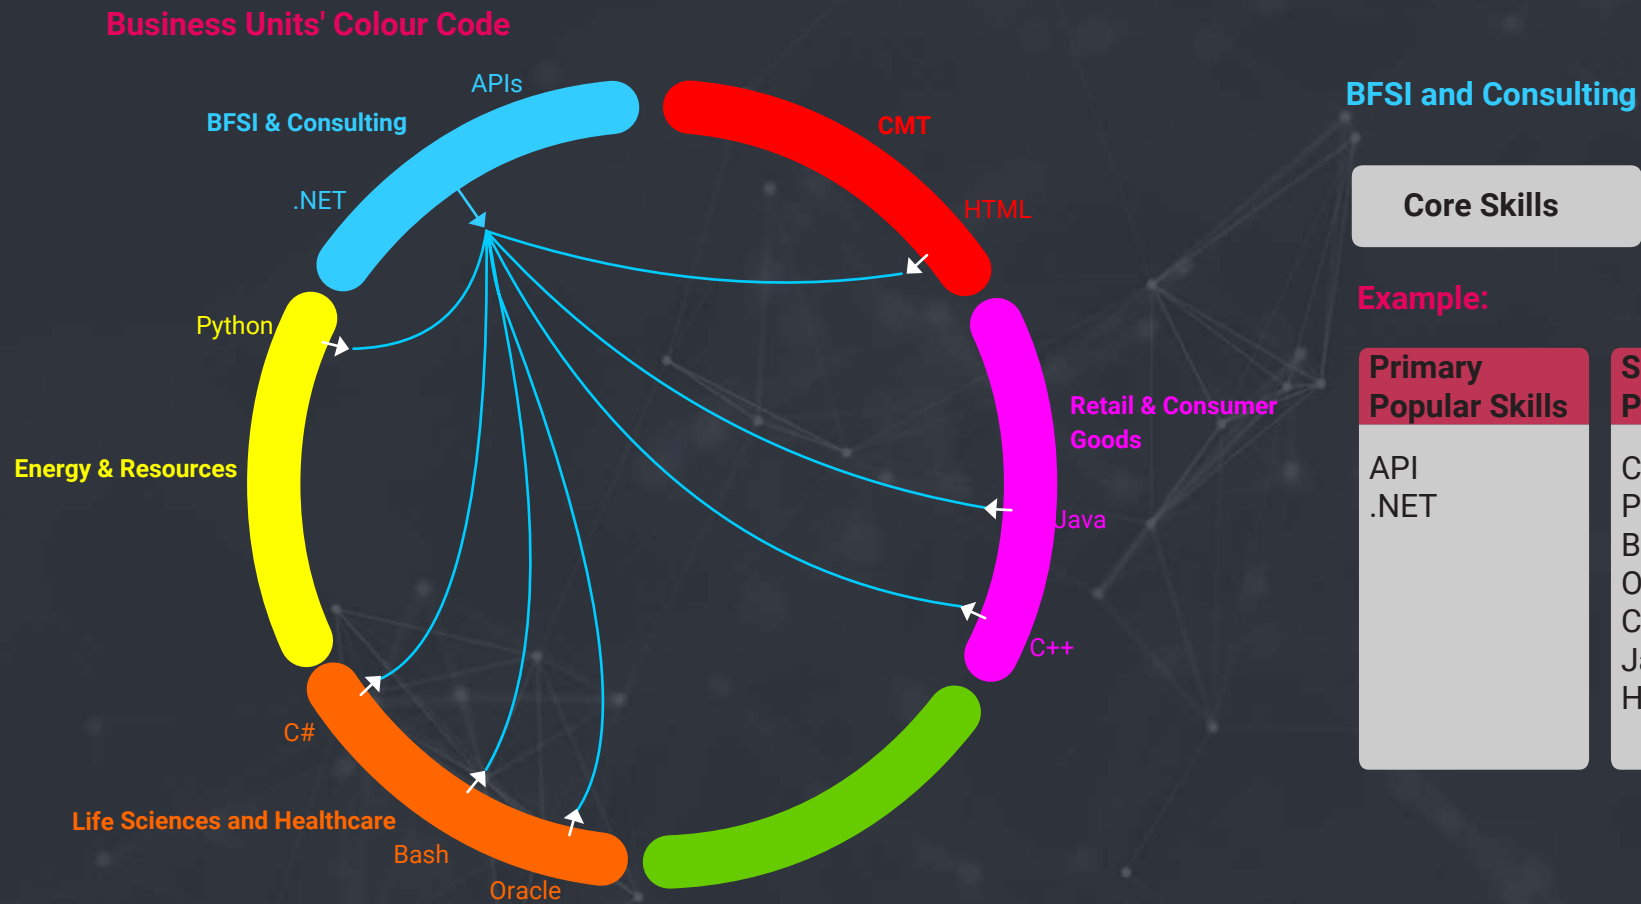 Business Units' Colour Code
APIs
BFSI & Consulting
.NET
CMT
HTML
Python
Energy & Resources
Retail & Consumer
Goods
Java
C++
C#
Life Sciences and Healthcare
Bash
Oracle
BFSI and Consulting
Core Skills
Example:
Primary
Popular Skills
API
.NET
S
P
C
P
B
O
C
Ja
H